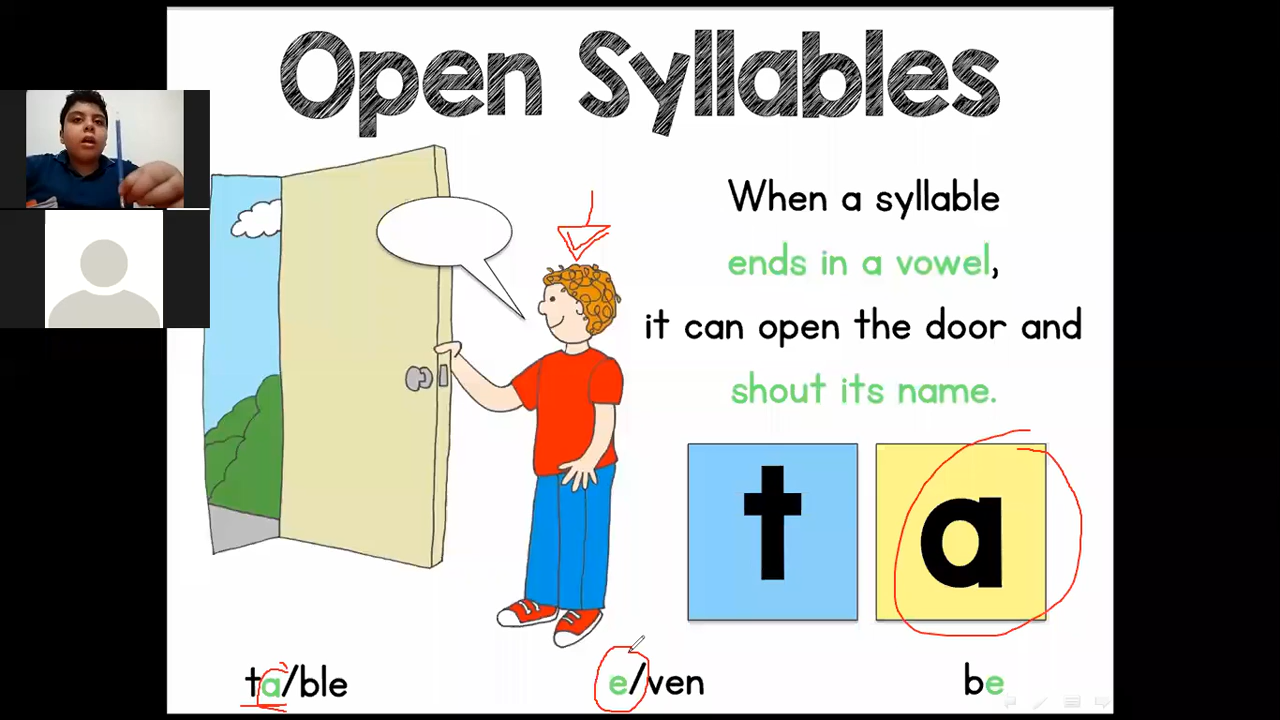 Open Syllables
When a syllable
ends in a vowel,
it can open the door and
shout its name.
t a
ta/ble e/ven be